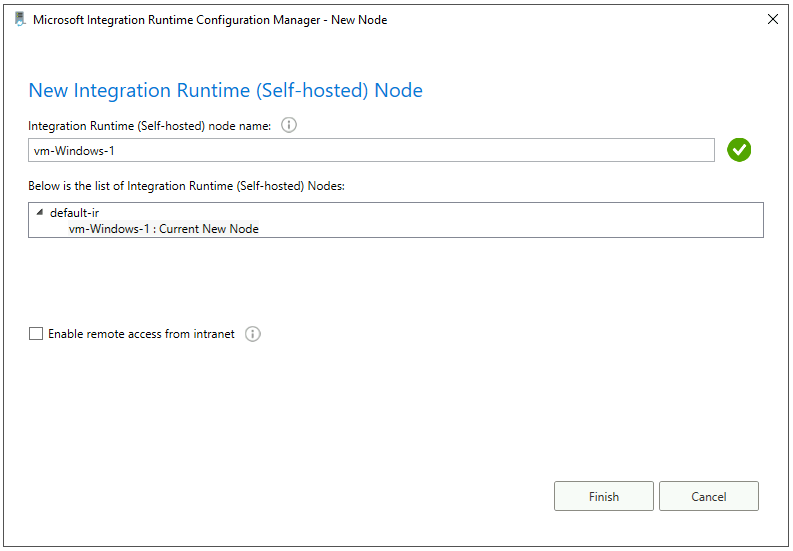 Microsoft Integration Runtime Configuration Manager - New Node
New Integration Runtime (Self-hosted) Node
Integration Runtime (Self-hosted) node name:
vm-Windows-1
Below is the list of Integration Runtime (Self-hosted) Nodes:
default-ir
vm-Windows-1 : Current New Node
Enable remote access from intranet
Finish
Cancel